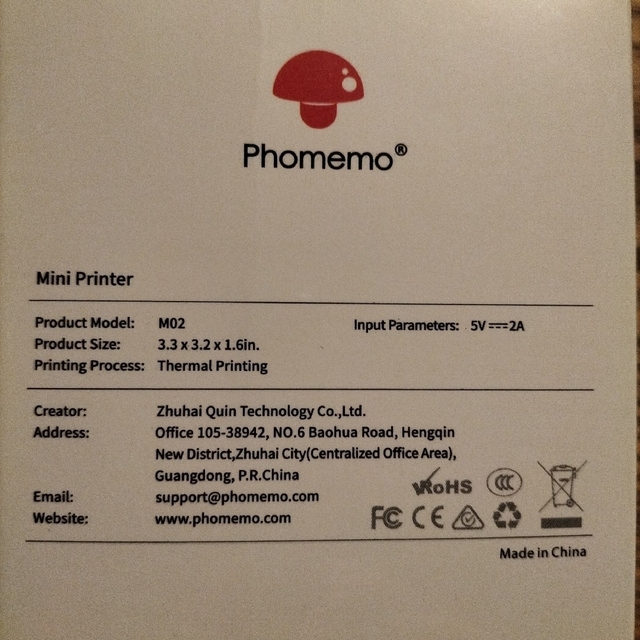 Phomemo®
Mini Printer
Product Model: M02 Input Parameters: 5V⎓2A
Product Size: 3.3 x 3.2 x 1.6in.
Printing Process: Thermal Printing
Creator: Zhuhai Quin Technology Co.,Ltd.
Address: Office 105-38942, NO.6 Baohua Road, Hengqin
New District,Zhuhai City(Centralized Office Area),
Guangdong, P.R.China
Email: support@phomemo.com
Website: www.phomemo.com
RoHS CCC
FC CE
Made in China